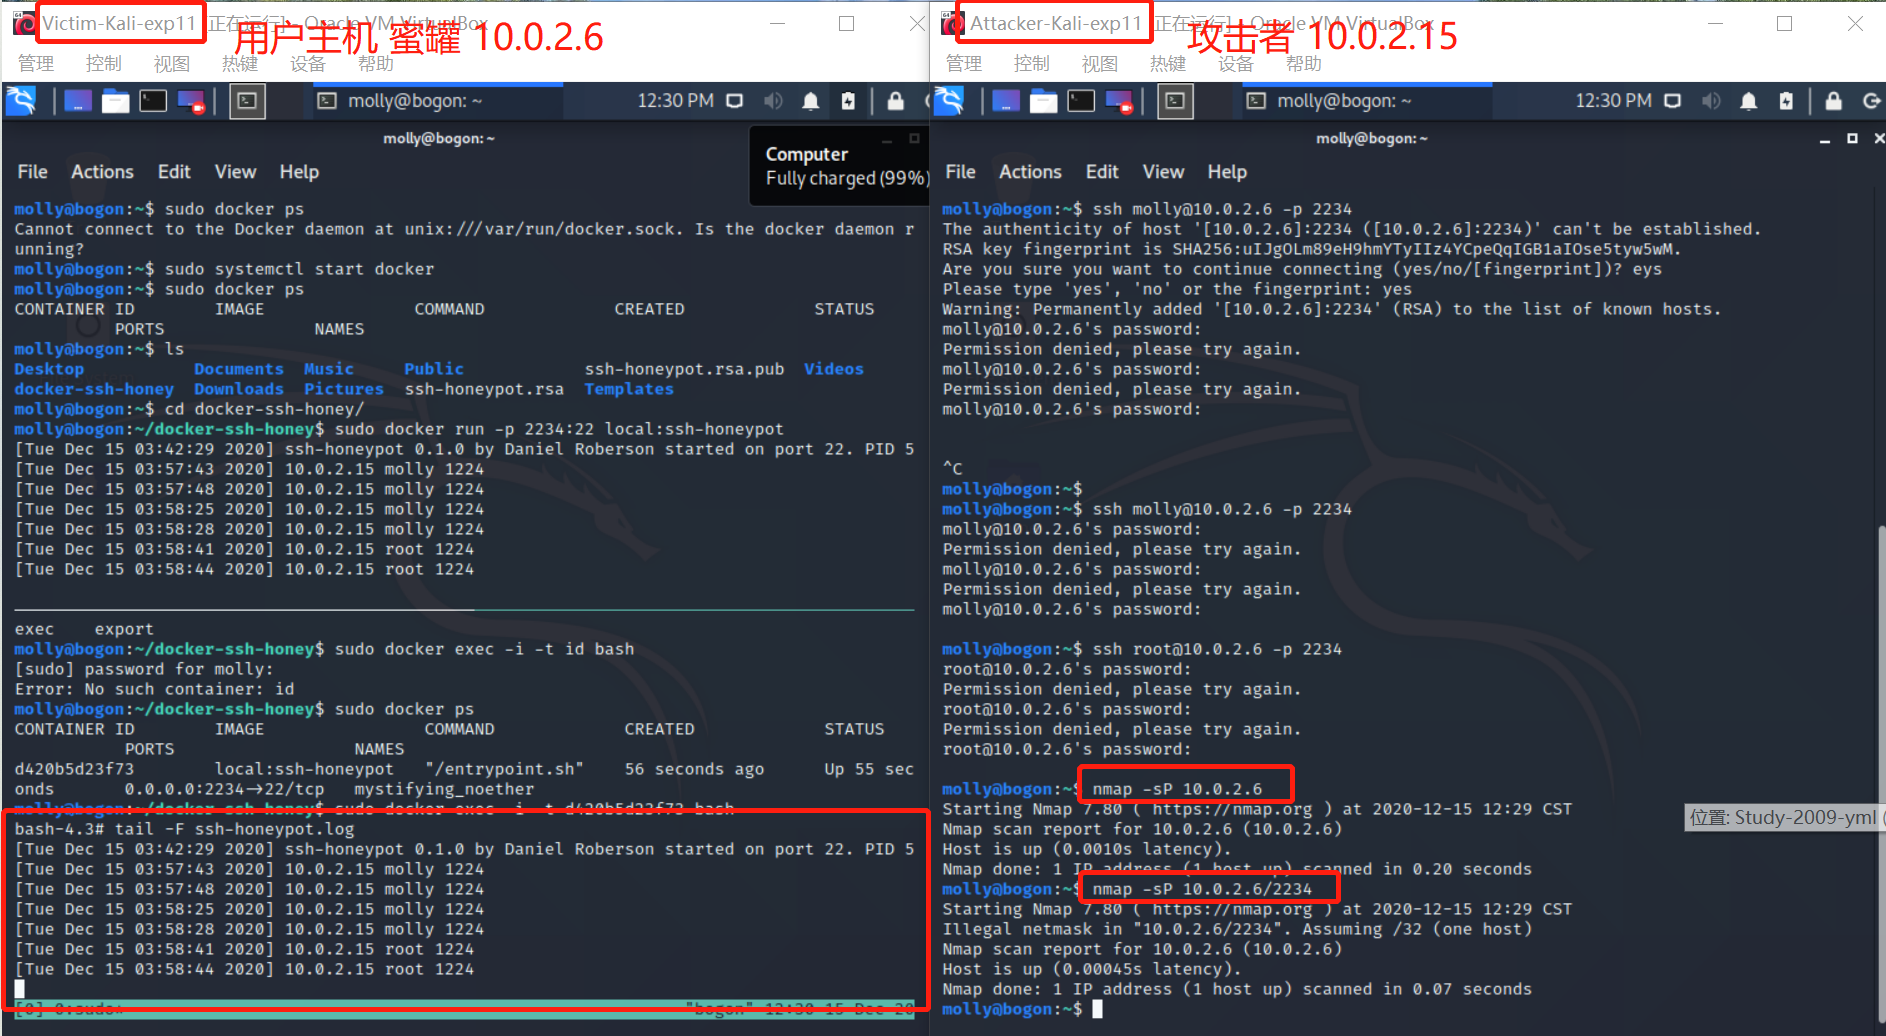 Victim-Kali-exp11 [正在运行] - Oracle VM VirtualBox
用户主机 蜜罐 10.0.2.6
管理 控制 视图 热键 设备 帮助
molly@bogon: ~ 12:30 PM
molly@bogon: ~
Computer
Fully charged (99%)
File Actions Edit View Help
molly@bogon:~$ sudo docker ps
Cannot connect to the Docker daemon at unix:///var/run/docker.sock. Is the docker daemon r
unning?
molly@bogon:~$ sudo systemctl start docker
molly@bogon:~$ sudo docker ps
CONTAINER ID IMAGE COMMAND CREATED STATUS
PORTS NAMES
molly@bogon:~$ ls
Desktop Documents Music Public ssh-honeypot.rsa.pub Videos
docker-ssh-honey Downloads Pictures ssh-honeypot.rsa Templates
molly@bogon:~$ cd docker-ssh-honey/
molly@bogon:~/docker-ssh-honey$ sudo docker run -p 2234:22 local:ssh-honeypot
[Tue Dec 15 03:42:29 2020] ssh-honeypot 0.1.0 by Daniel Roberson started on port 22. PID 5
[Tue Dec 15 03:57:43 2020] 10.0.2.15 molly 1224
[Tue Dec 15 03:57:48 2020] 10.0.2.15 molly 1224
[Tue Dec 15 03:58:25 2020] 10.0.2.15 molly 1224
[Tue Dec 15 03:58:28 2020] 10.0.2.15 molly 1224
[Tue Dec 15 03:58:41 2020] 10.0.2.15 root 1224
[Tue Dec 15 03:58:44 2020] 10.0.2.15 root 1224
exec export
molly@bogon:~/docker-ssh-honey$ sudo docker exec -i -t id bash
[sudo] password for molly:
Error: No such container: id
molly@bogon:~/docker-ssh-honey$ sudo docker ps
CONTAINER ID IMAGE COMMAND CREATED STATUS
PORTS NAMES
d420b5d23f73 local:ssh-honeypot "/entrypoint.sh" 56 seconds ago Up 55 sec
onds 0.0.0.0:2234→22/tcp mystifying_noether
molly@bogon:~/docker-ssh-honey$ sudo docker exec -i -t d420b5d23f73 bash
bash-4.3# tail -F ssh-honeypot.log
[Tue Dec 15 03:42:29 2020] ssh-honeypot 0.1.0 by Daniel Roberson started on port 22. PID 5
[Tue Dec 15 03:57:43 2020] 10.0.2.15 molly 1224
[Tue Dec 15 03:57:48 2020] 10.0.2.15 molly 1224
[Tue Dec 15 03:58:25 2020] 10.0.2.15 molly 1224
[Tue Dec 15 03:58:28 2020] 10.0.2.15 molly 1224
[Tue Dec 15 03:58:41 2020] 10.0.2.15 root 1224
[Tue Dec 15 03:58:44 2020] 10.0.2.15 root 1224
[0] 0:sudo* "bogon" 12:30 15-Dec-20
Attacker-Kali-exp11 [正在运行] - Oracle VM VirtualBox
攻击者 10.0.2.15
管理 控制 视图 热键 设备 帮助
molly@bogon: ~ 12:30 PM
molly@bogon: ~
File Actions Edit View Help
molly@bogon:~$ ssh molly@10.0.2.6 -p 2234
The authenticity of host '[10.0.2.6]:2234 ([10.0.2.6]:2234)' can't be established.
RSA key fingerprint is SHA256:uIJgOLm89eH9hmYTyIIz4YCpeQqIGB1aIOse5tyw5wM.
Are you sure you want to continue connecting (yes/no/[fingerprint])? eys
Please type 'yes', 'no' or the fingerprint: yes
Warning: Permanently added '[10.0.2.6]:2234' (RSA) to the list of known hosts.
molly@10.0.2.6's password:
Permission denied, please try again.
molly@10.0.2.6's password:
Permission denied, please try again.
molly@10.0.2.6's password:
^C
molly@bogon:~$
molly@bogon:~$ ssh molly@10.0.2.6 -p 2234
molly@10.0.2.6's password:
Permission denied, please try again.
molly@10.0.2.6's password:
Permission denied, please try again.
molly@10.0.2.6's password:
molly@bogon:~$ ssh root@10.0.2.6 -p 2234
root@10.0.2.6's password:
Permission denied, please try again.
root@10.0.2.6's password:
Permission denied, please try again.
root@10.0.2.6's password:
molly@bogon:~$ nmap -sP 10.0.2.6
Starting Nmap 7.80 ( https://nmap.org ) at 2020-12-15 12:29 CST
Nmap scan report for 10.0.2.6 (10.0.2.6)
Host is up (0.0010s latency).
Nmap done: 1 IP address (1 host up) scanned in 0.20 seconds
molly@bogon:~$ nmap -sP 10.0.2.6/2234
Starting Nmap 7.80 ( https://nmap.org ) at 2020-12-15 12:29 CST
Illegal netmask in "10.0.2.6/2234". Assuming /32 (one host)
Nmap scan report for 10.0.2.6 (10.0.2.6)
Host is up (0.00045s latency).
Nmap done: 1 IP address (1 host up) scanned in 0.07 seconds
molly@bogon:~$
位置: Study-2009-yml (